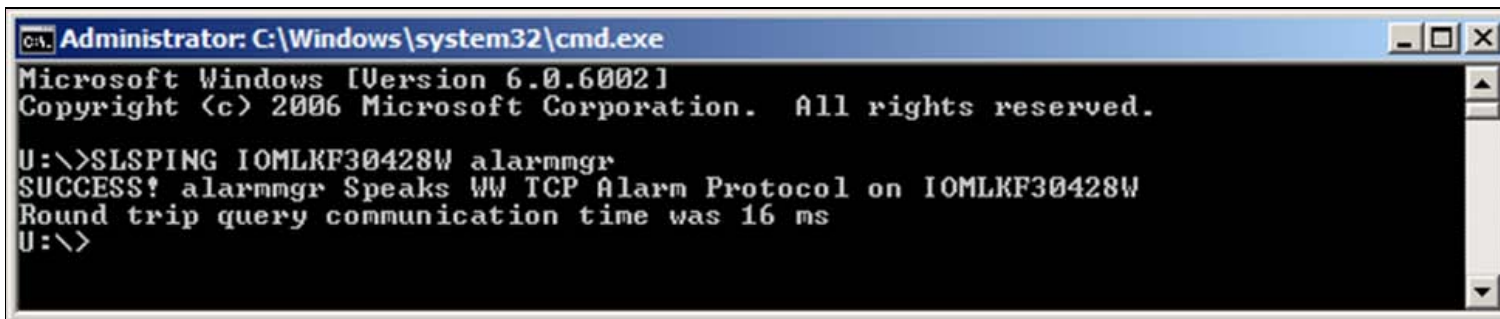 Administrator: C:\Windows\system32\cmd.exe
Microsoft Windows [Version 6.0.6002]
Copyright (c) 2006 Microsoft Corporation.  All rights reserved.
U:\>SLSPING IOMLKF30428W alarmmgr
SUCCESS! alarmmgr Speaks WW TCP Alarm Protocol on IOMLKF30428W
Round trip query communication time was 16 ms
U:\>